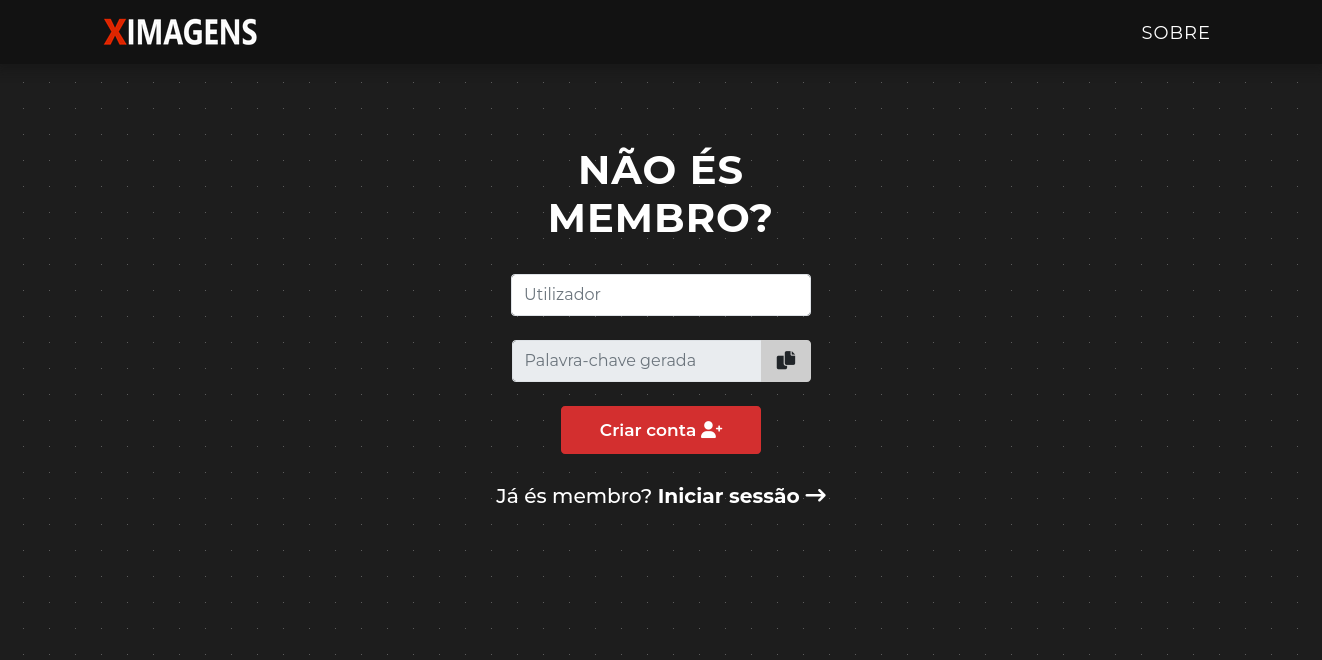 XIMAGENS
SOBRE
NÃO ÉS
MEMBRO?
Utilizador
Palavra-chave gerada
Criar conta
Já és membro? Iniciar sessão →